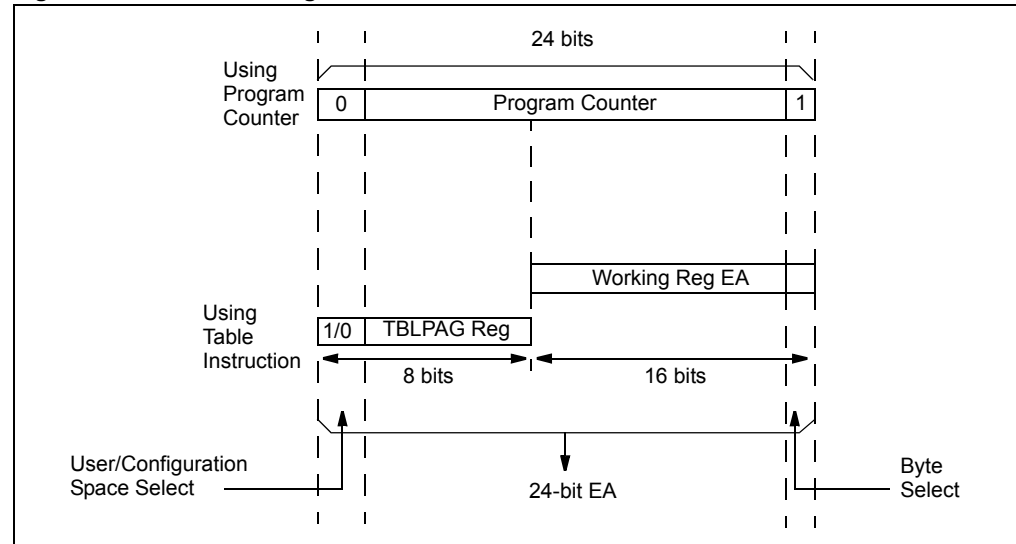 24 bits
Using
Program
Counter
0
Program Counter
1
Working Reg EA
Using
Table
Instruction
1/0
TBLPAG Reg
8 bits
16 bits
User/Configuration
Space Select
24-bit EA
Byte
Select